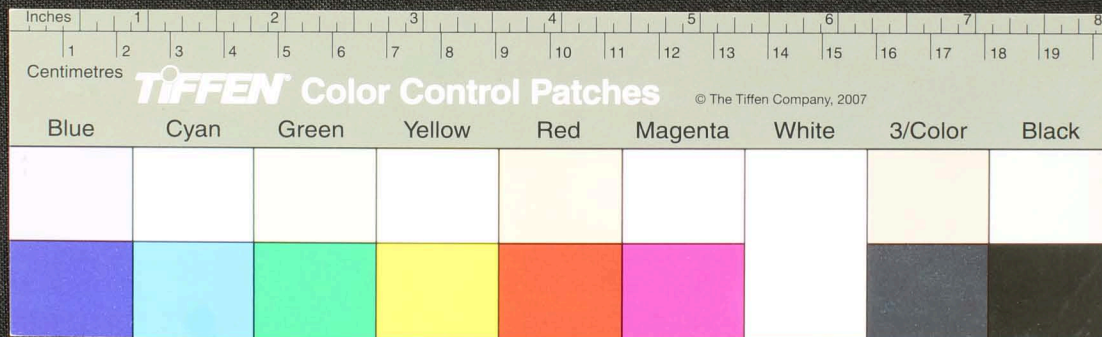 Inches 1 2 3 4 5 6 7 8
1 2 3 4 5 6 7 8 9 10 11 12 13 14 15 16 17 18 19
Centimetres
TIFFEN® Color Control Patches © The Tiffen Company, 2007
Blue Cyan Green Yellow Red Magenta White 3/Color Black